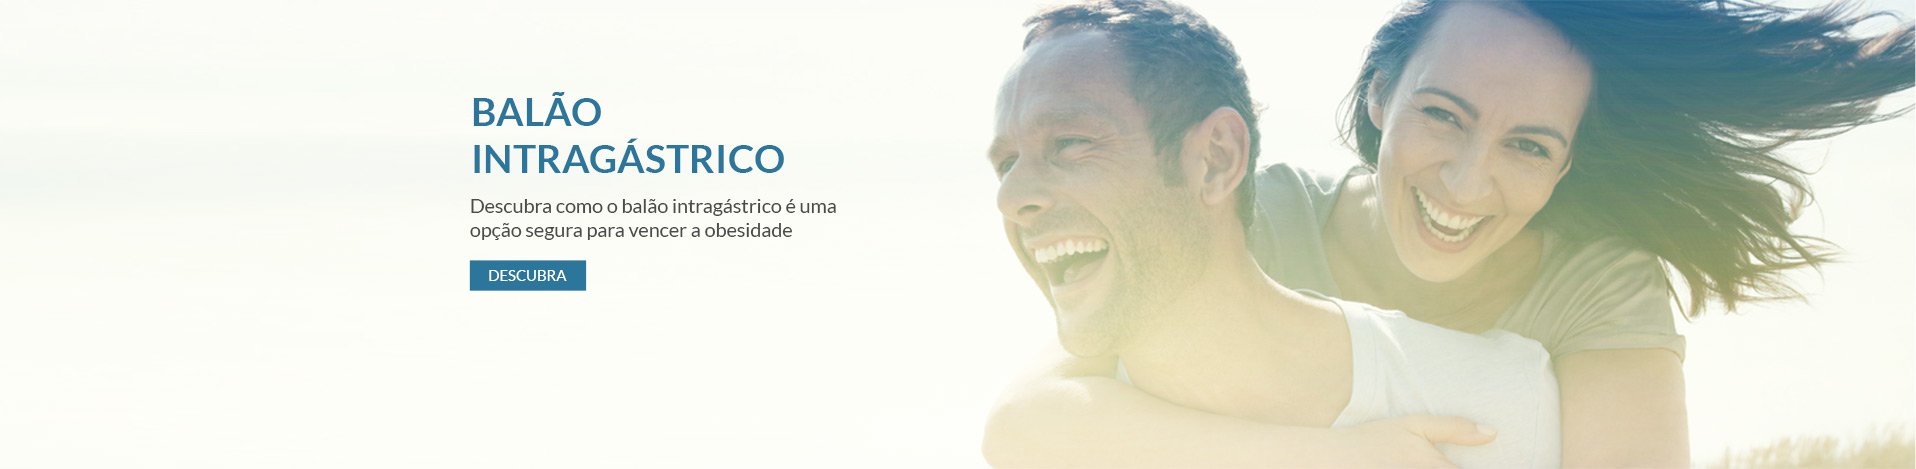 BALÃO
INTRAGÁSTRICO
Descubra como o balão intragástrico é uma
opção segura para vencer a obesidade
DESCUBRA